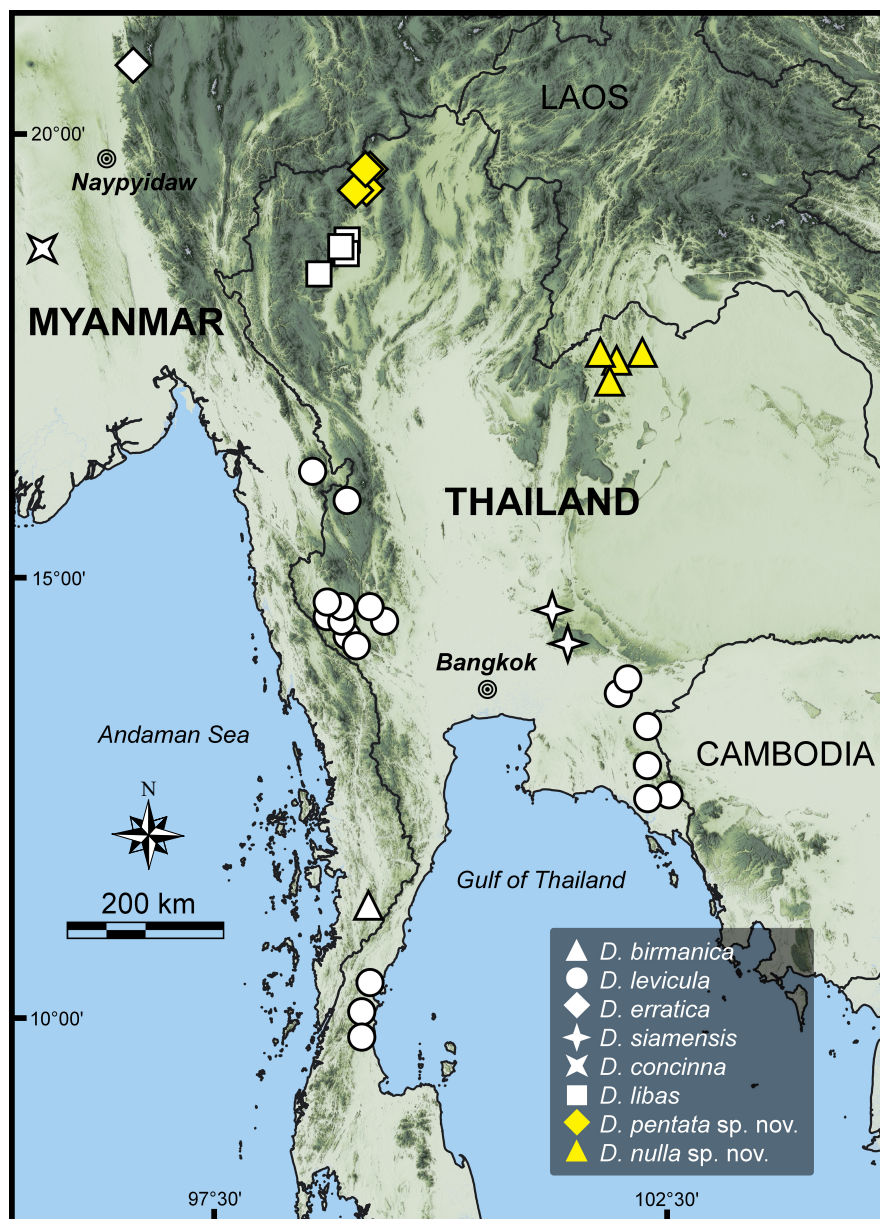 LAOS
20°00'
Naypyidaw
MYANMAR
THAILAND
15°00'
Bangkok
Andaman Sea
CAMBODIA
N
Gulf of Thailand
200 km
D. birmanica
D. levicula
D. erratica
D. siamensis
D. concinna
D. libas
D. pentata sp. nov.
D. nulla sp. nov.
10°00'
97°30'
102°30'